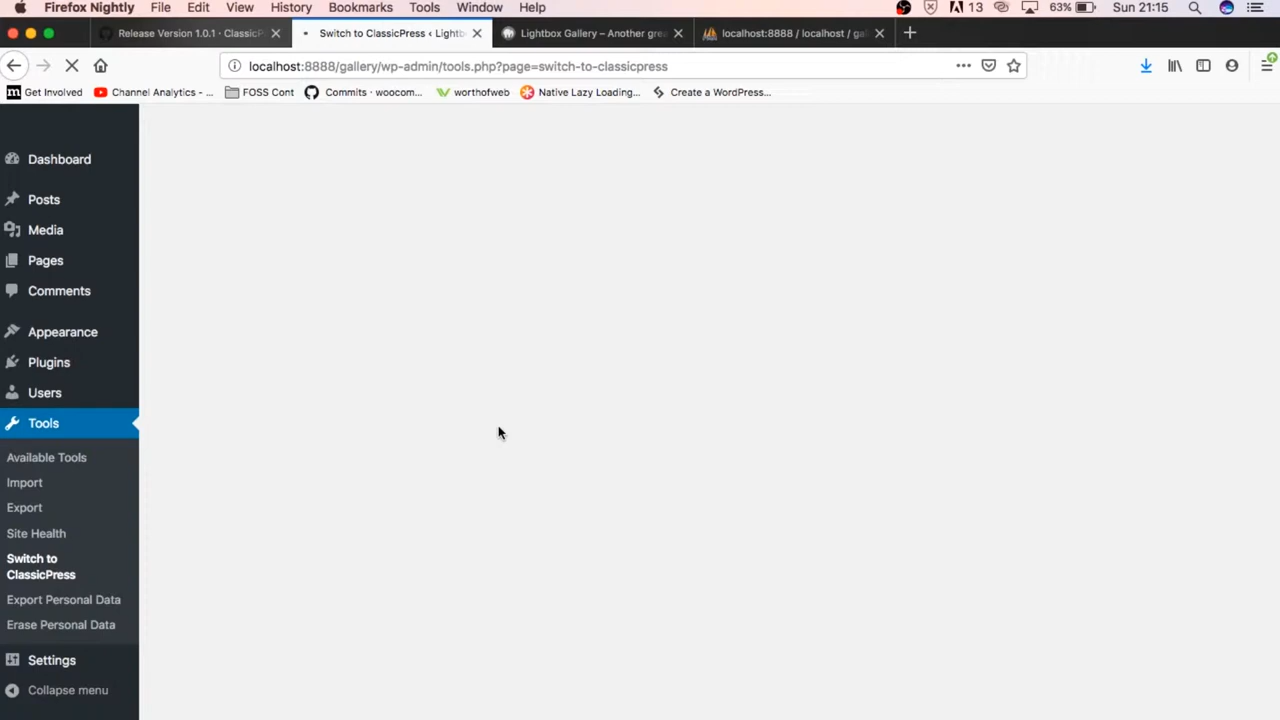 Firefox Nightly File Edit View History Bookmarks Tools Window Help 13 63% Sun 21:15
Release Version 1.0.1 · ClassicP Switch to ClassicPress ‹ Lightb Lightbox Gallery – Another grea localhost:8888 / localhost / gal
localhost:8888/gallery/wp-admin/tools.php?page=switch-to-classicpress
Get Involved Channel Analytics - ... FOSS Cont Commits · woocom... worthofweb Native Lazy Loading... Create a WordPress...
Dashboard
Posts
Media
Pages
Comments
Appearance
Plugins
Users
Tools
Available Tools
Import
Export
Site Health
Switch to
ClassicPress
Export Personal Data
Erase Personal Data
Settings
Collapse menu